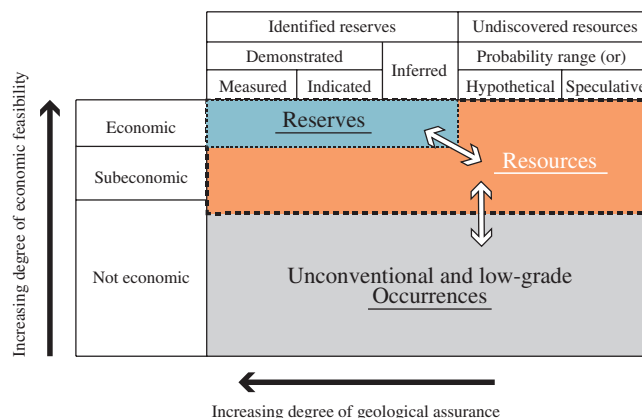 Identified reserves
Undiscovered resources
Demonstrated
Inferred
Probability range (or)
Measured
Indicated
Hypothetical
Speculative
Increasing degree of economic feasibility
Economic
Reserves
Resources
Subeconomic
Not economic
Unconventional and low-grade
Occurrences
Increasing degree of geological assurance